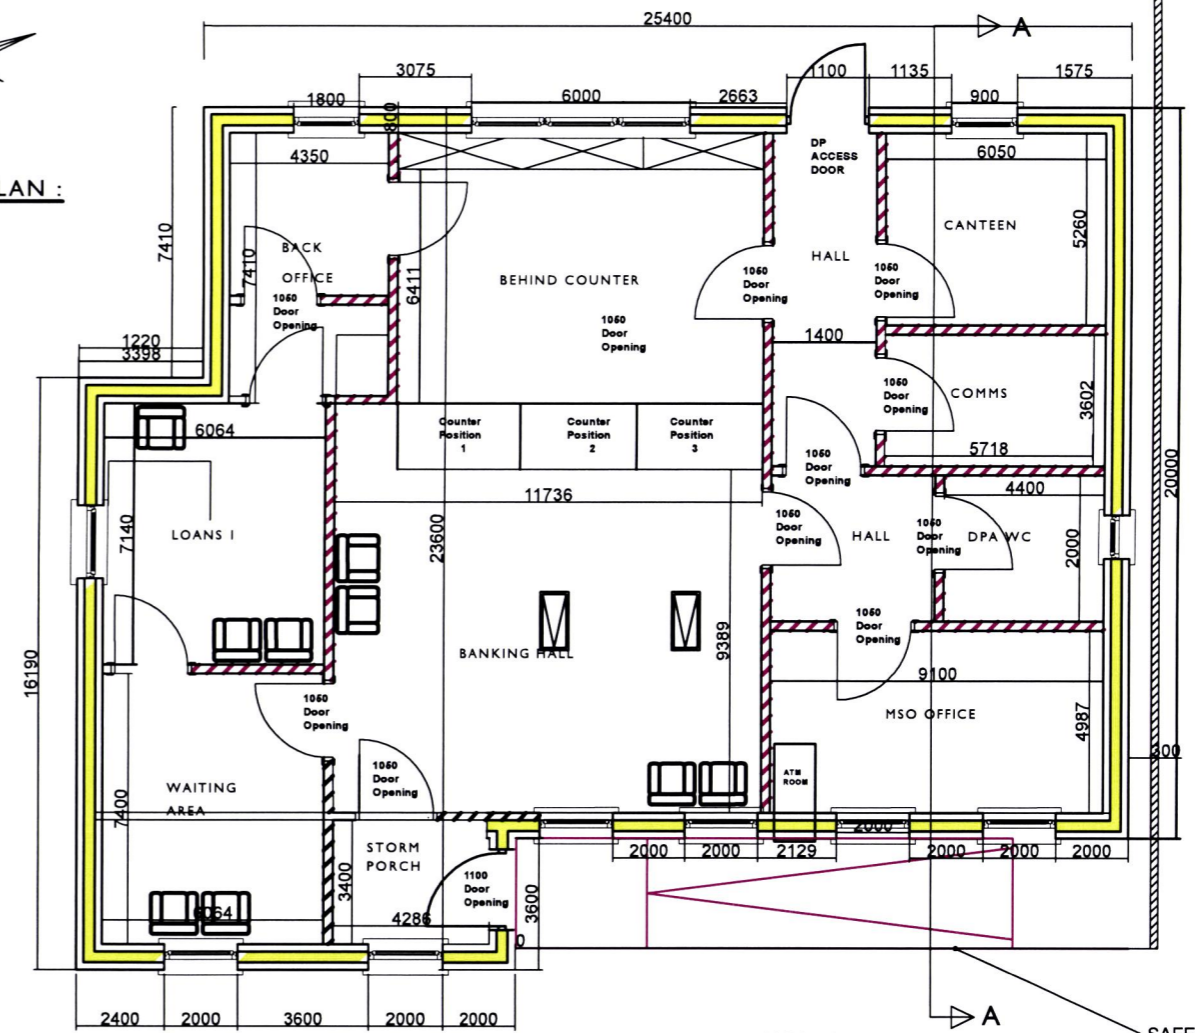 25400
A
3075
1100
1135
1575
1800
6000
2663
900
800
4350
DP
ACCESS
DOOR
6050
LAN :
CANTEEN
7410
7410
BACK
OFFICE
6411
BEHIND COUNTER
HALL
5260
1050
Door
Opening
1050
Door
Opening
1050
Door
Opening
1050
Door
Opening
1220
3398
1400
1050
Door
Opening
COMMS
3602
6064
Counter
Position
1
Counter
Position
2
Counter
Position
3
1050
Door
Opening
5718
20000
11736
4400
7140
LOANS I
23600
1050
Door
Opening
HALL
1050
Door
Opening
DPA WC
2000
16190
BANKING HALL
9389
1050
Door
Opening
9100
MSO OFFICE
4987
1050
Door
Opening
300
1050
Door
Opening
ATM
ROOM
WAITING
AREA
7400
2000
STORM
PORCH
2000
2000
2129
2000
2000
2000
3400
1100
Door
Opening
3600
6064
4286
0
2400
2000
3600
2000
2000
A